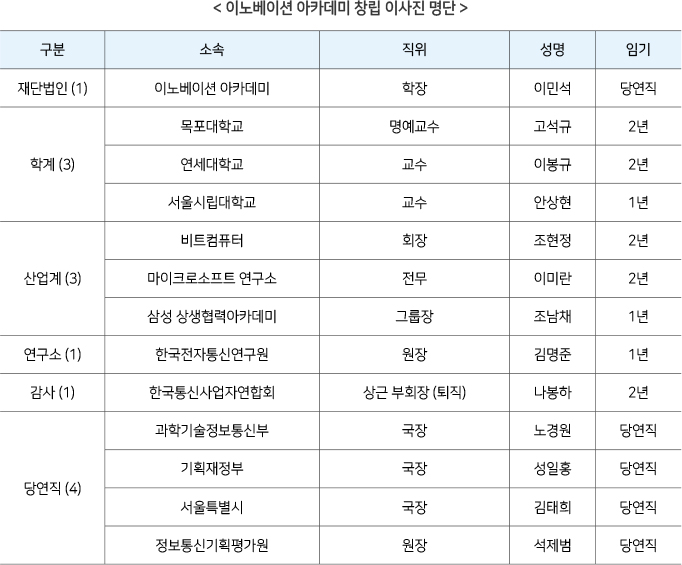 < 이노베이션 아카데미 창립 이사진 명단 >
구분 소속 직위 성명 임기
재단법인 (1) 이노베이션 아카데미 학장 이민석 당연직
학계 (3) 목포대학교 명예교수 고석규 2년
연세대학교 교수 이봉규 2년
서울시립대학교 교수 안상현 1년
산업계 (3) 비트컴퓨터 회장 조현정 2년
마이크로소프트 연구소 전무 이미란 2년
삼성 상생협력아카데미 그룹장 조남채 1년
연구소 (1) 한국전자통신연구원 원장 김명준 1년
감사 (1) 한국통신사업자연합회 상근 부회장 (퇴직) 나봉하 2년
당연직 (4) 과학기술정보통신부 국장 노경원 당연직
기획재정부 국장 성일홍 당연직
서울특별시 국장 김태희 당연직
정보통신기획평가원 원장 석제범 당연직